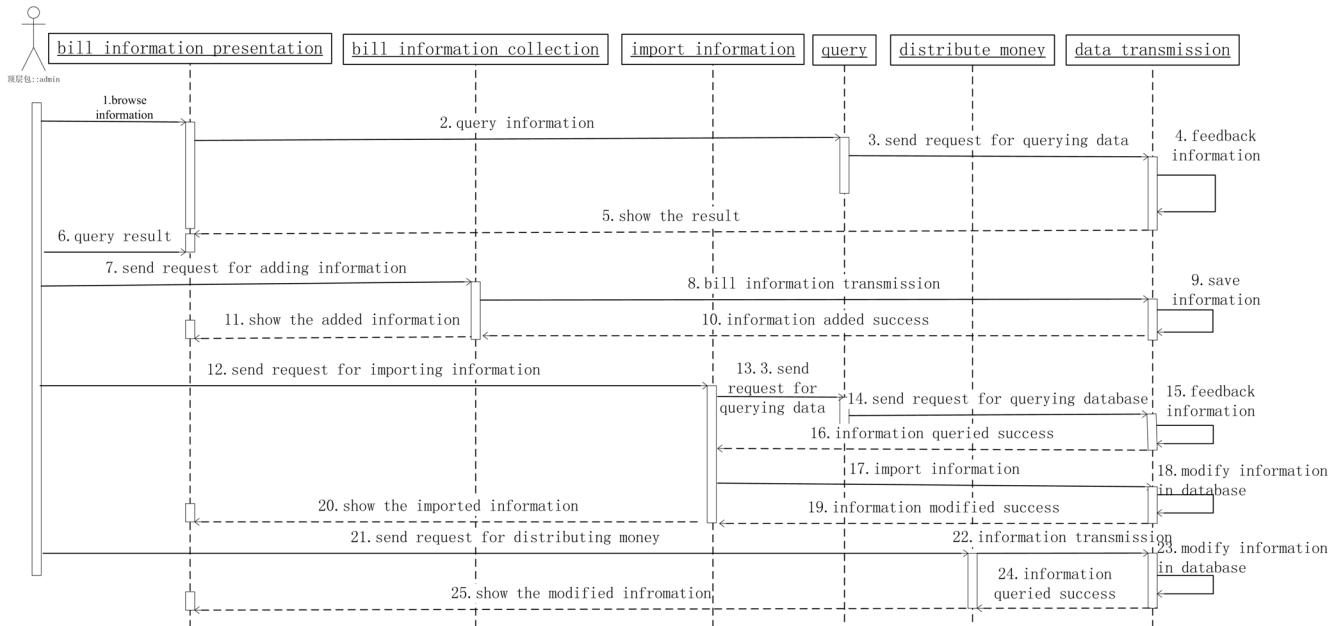 bill information presentation
bill information collection
import information
query
distribute money
data transmission
顶层包::admin
1.browse
information
2.query information
3.send request for querying data
4.feedback
information
5.show the result
6.query result
7.send request for adding information
8.bill information transmission
9.save
information
10.information added success
11.show the added information
12.send request for importing information
13.3.send
request for
querying data
14.send request for querying database
15.feedback
information
16.information queried success
17.import information
18.modify information
in database
19.information modified success
20.show the imported information
21.send request for distributing money
22.information transmission
23.modify information
in database
24.information
queried success
25.show the modified infromation